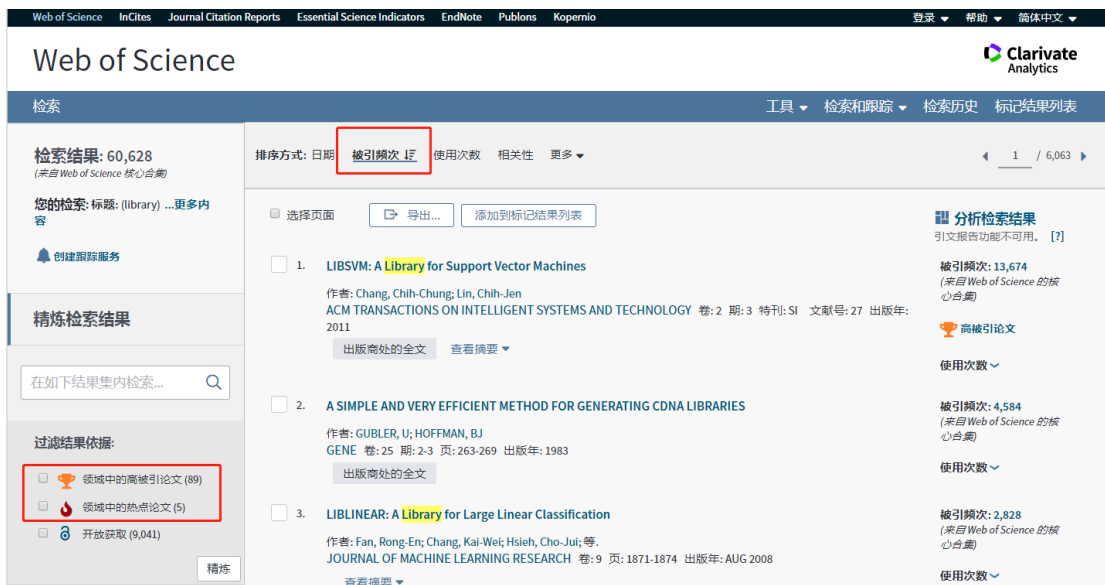 Web of Science InCites Journal Citation Reports Essential Science Indicators EndNote Publons Kopernio 登录 帮助 简体中文
Web of Science
Clarivate
Analytics
检索 工具 检索和跟踪 检索历史 标记结果列表
检索结果: 60,628
(来自 Web of Science 核心合集)
您的检索: 标题: (library) ...更多内
容
创建跟踪服务
精炼检索结果
在如下结果集内检索...
过滤结果依据:
领域中的高被引论文 (89)
领域中的热点论文 (5)
开放获取 (9,041)
精炼
排序方式: 日期 被引频次 使用次数 相关性 更多
1 / 6,063
选择页面 导出... 添加到标记结果列表
分析检索结果
引文报告功能不可用。 [?]
1. LIBSVM: A Library for Support Vector Machines
作者: Chang, Chih-Chung; Lin, Chih-Jen
ACM TRANSACTIONS ON INTELLIGENT SYSTEMS AND TECHNOLOGY 卷: 2 期: 3 特刊: SI 文献号: 27 出版年:
2011
出版商处的全文 查看摘要
被引频次: 13,674
(来自 Web of Science 的核
心合集)
高被引论文
使用次数
2. A SIMPLE AND VERY EFFICIENT METHOD FOR GENERATING CDNA LIBRARIES
作者: GUBLER, U; HOFFMAN, BJ
GENE 卷: 25 期: 2-3 页: 263-269 出版年: 1983
出版商处的全文
被引频次: 4,584
(来自 Web of Science 的核
心合集)
使用次数
3. LIBLINEAR: A Library for Large Linear Classification
作者: Fan, Rong-En; Chang, Kai-Wei; Hsieh, Cho-Jui; 等.
JOURNAL OF MACHINE LEARNING RESEARCH 卷: 9 页: 1871-1874 出版年: AUG 2008
查看摘要
被引频次: 2,828
(来自 Web of Science 的核
心合集)
使用次数